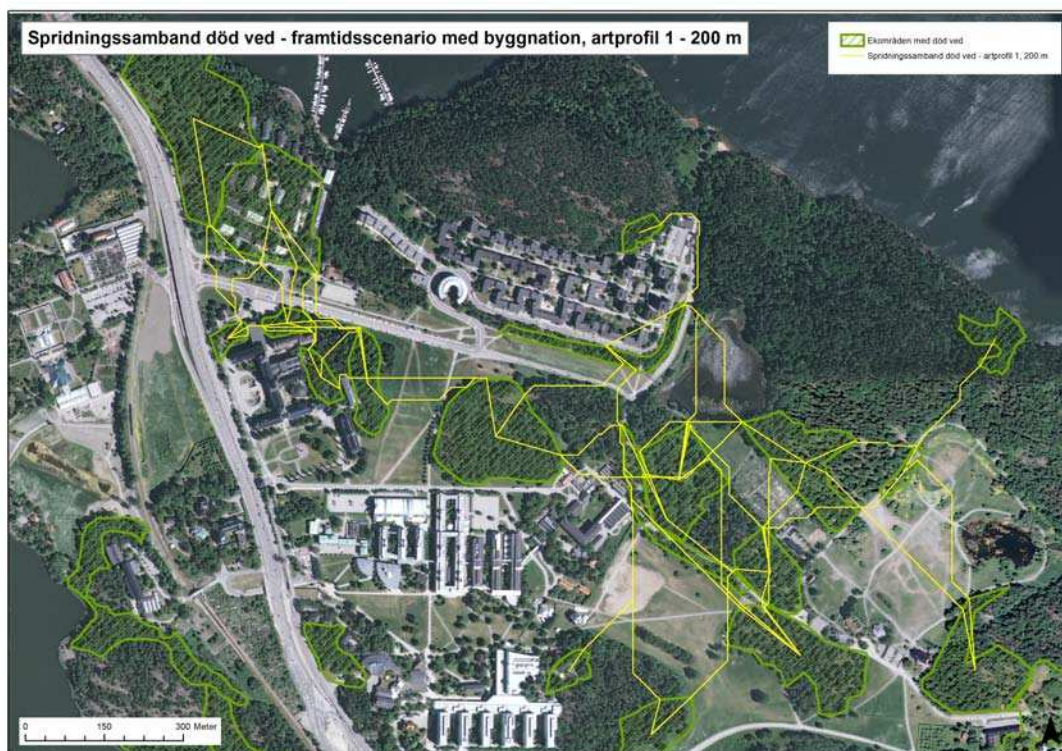 Spridningssamband död ved - framtidsscenario med byggnation, artprofil 1 - 200 m
Ekområden med död ved
Spridningssamband död ved - artprofil 1, 200 m
0 150 300 Meter